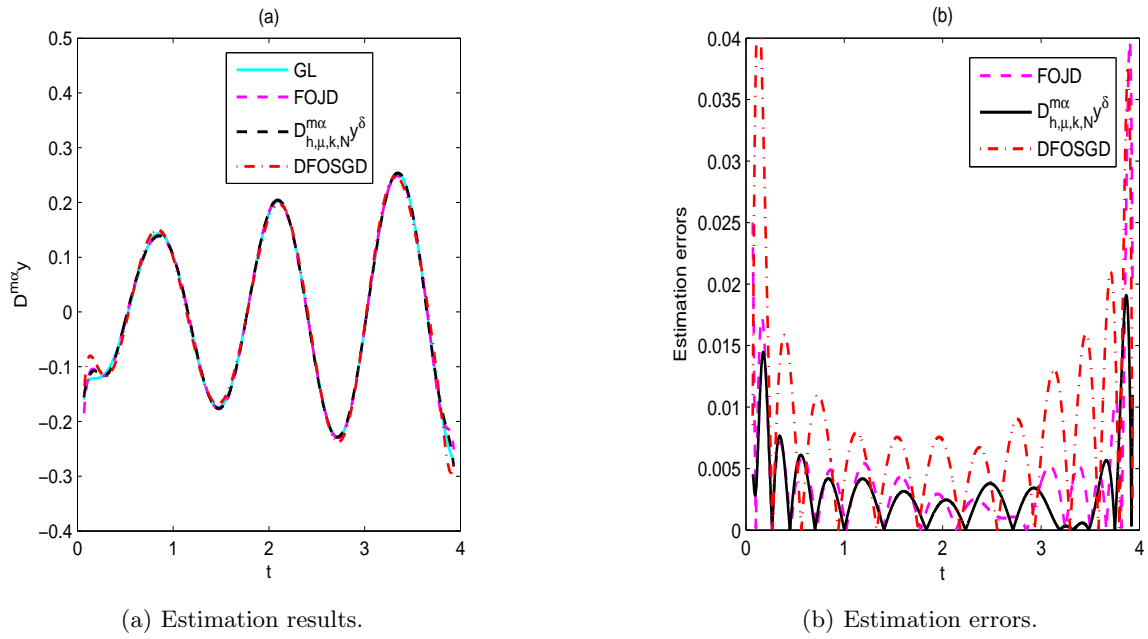 (a)
0.5
0.4
0.3
0.2
0.1
0
−0.1
−0.2
−0.3
−0.4
D^{mα}y
0
1
2
3
4
t
GL
FOJD
D^{mα}_{h,μ,k,N} y^δ
DFOSGD
(a) Estimation results.
(b)
0.04
0.035
0.03
0.025
0.02
0.015
0.01
0.005
0
Estimation errors
0
1
2
3
4
t
FOJD
D^{mα}_{h,μ,k,N} y^δ
DFOSGD
(b) Estimation errors.